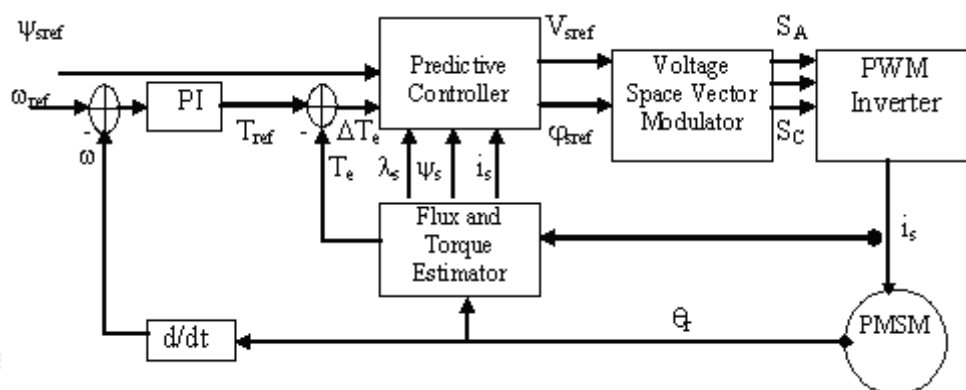 ψsref
Vsref
SA
ωref
PI
Predictive
Controller
Voltage
Space Vector
Modulator
PWM
Inverter
-
ω
Tref
-
ΔTe
Te
λs
ψs
is
φsref
SC
Flux and
Torque
Estimator
is
d/dt
θr
PMSM